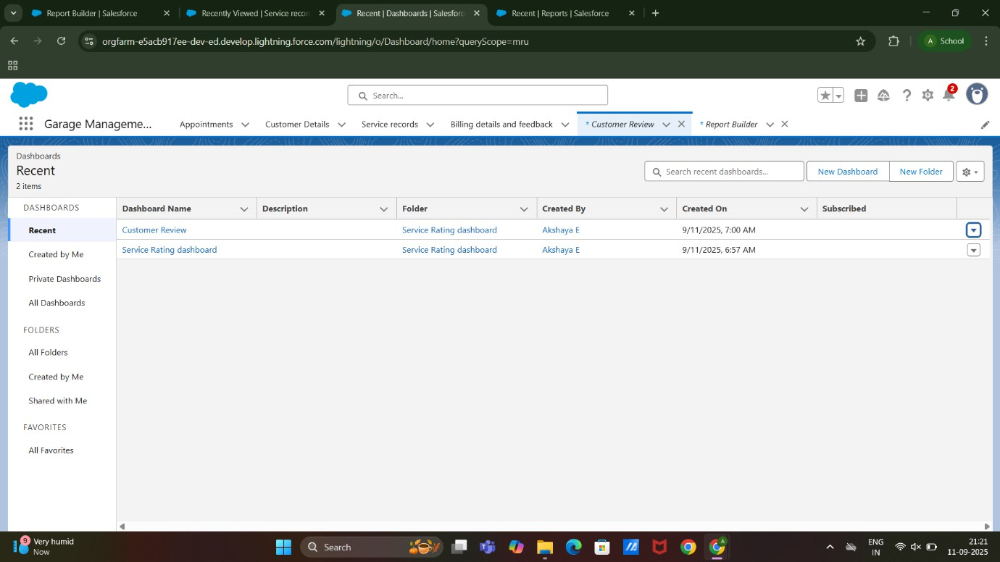 Report Builder | Salesforce
Recently Viewed | Service recor
Recent | Dashboards | Salesforc
Recent | Reports | Salesforce
orgfarm-e5acb917ee-dev-ed.develop.lightning.force.com/lightning/o/Dashboard/home?queryScope=mru
A School
Search...
2
Garage Manageme...
Appointments
Customer Details
Service records
Billing details and feedback
* Customer Review
* Report Builder
Dashboards
Recent
2 items
Search recent dashboards...
New Dashboard
New Folder
DASHBOARDS
Recent
Created by Me
Private Dashboards
All Dashboards
FOLDERS
All Folders
Created by Me
Shared with Me
FAVORITES
All Favorites
Dashboard Name Description Folder Created By Created On Subscribed
Customer Review Service Rating dashboard Akshaya E 9/11/2025, 7:00 AM
Service Rating dashboard Service Rating dashboard Akshaya E 9/11/2025, 6:57 AM
9
Very humid
Now
Search
A
ENG
IN
21:21
11-09-2025